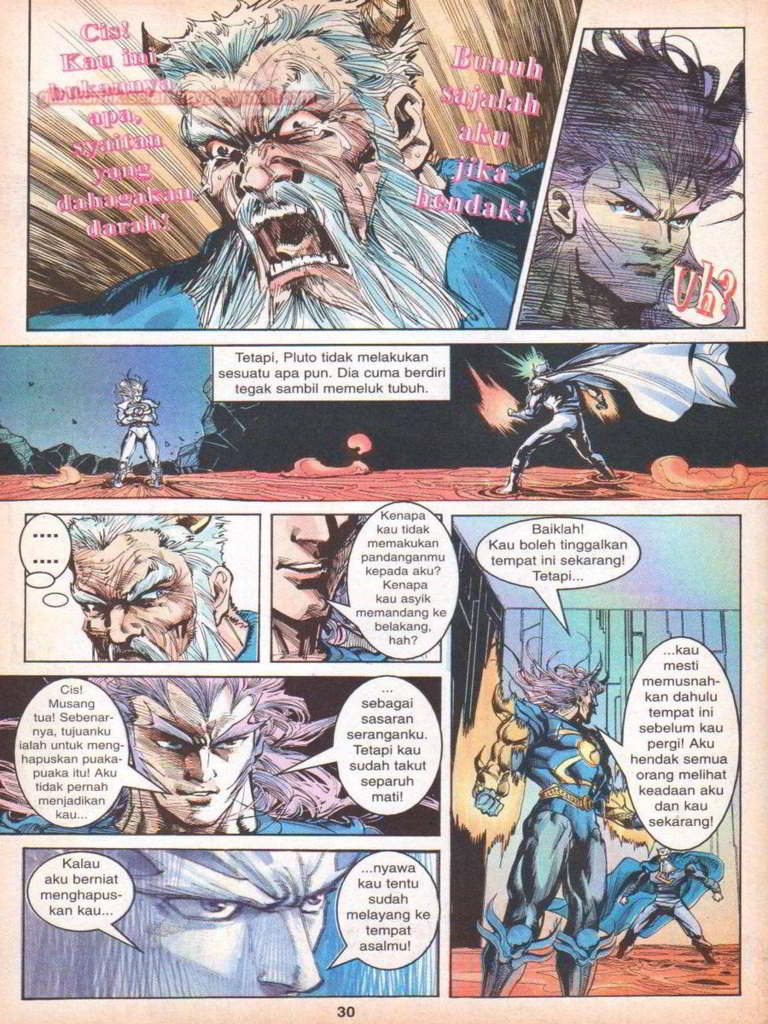 Cis!
Kau ini
bukannya
apa,
syaitan
yang
dahagakan
darah!
Bunuh
sajalah
aku
jika
hendak!
Uh?
Tetapi, Pluto tidak melakukan
sesuatu apa pun. Dia cuma berdiri
tegak sambil memeluk tubuh.
....
....
Kenapa
kau tidak
memakukan
pandanganmu
kepada aku?
Kenapa
kau asyik
memandang ke
belakang,
hah?
Cis!
Musang
tua! Sebenar-
nya, tujuanku
ialah untuk meng-
hapuskan puaka-
puaka itu! Aku
tidak pernah
menjadikan
kau...
...
sebagai
sasaran
seranganku.
Tetapi kau
sudah takut
separuh
mati!
Kalau
aku berniat
menghapus-
kan kau...
...nyawa
kau tentu
sudah
melayang ke
tempat
asalmu!
Baiklah!
Kau boleh tinggalkan
tempat ini sekarang!
Tetapi...
...kau
mesti
memusnah-
kan dahulu
tempat ini
sebelum kau
pergi! Aku
hendak semua
orang melihat
keadaan aku
dan kau
sekarang!
30